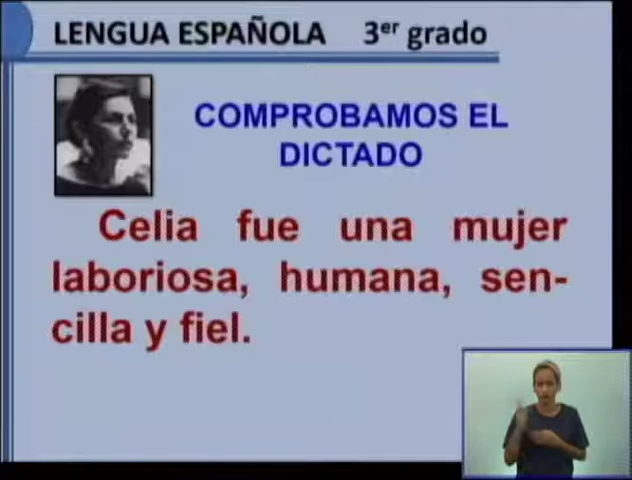 LENGUA ESPAÑOLA 3er grado
COMPROBAMOS EL
DICTADO
Celia fue una mujer
laboriosa, humana, sen-
cilla y fiel.